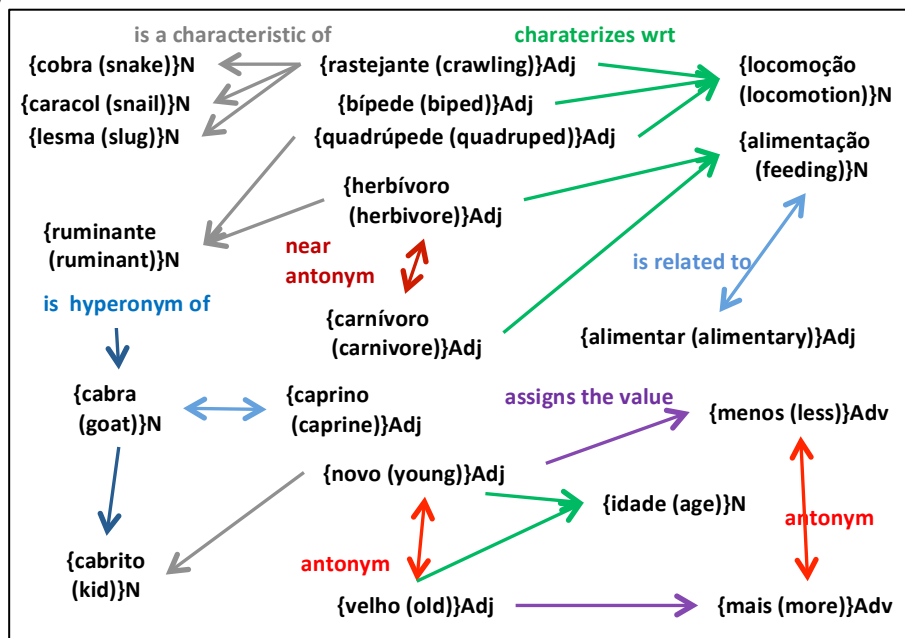 is a characteristic of
charaterizes wrt
{cobra (snake)}N
{rastejante (crawling)}Adj
{locomoção
(locomotion)}N
{caracol (snail)}N
{bípede (biped)}Adj
{lesma (slug)}N
{quadrúpede (quadruped)}Adj
{alimentação
(feeding)}N
{herbívoro
(herbivore)}Adj
{ruminante
(ruminant)}N
near
antonym
is related to
is hyperonym of
{carnívoro
(carnivore)}Adj
{alimentar (alimentary)}Adj
{cabra
(goat)}N
{caprino
(caprine)}Adj
assigns the value
{menos (less)}Adv
{novo (young)}Adj
{idade (age)}N
antonym
{cabrito
(kid)}N
antonym
{velho (old)}Adj
{mais (more)}Adv